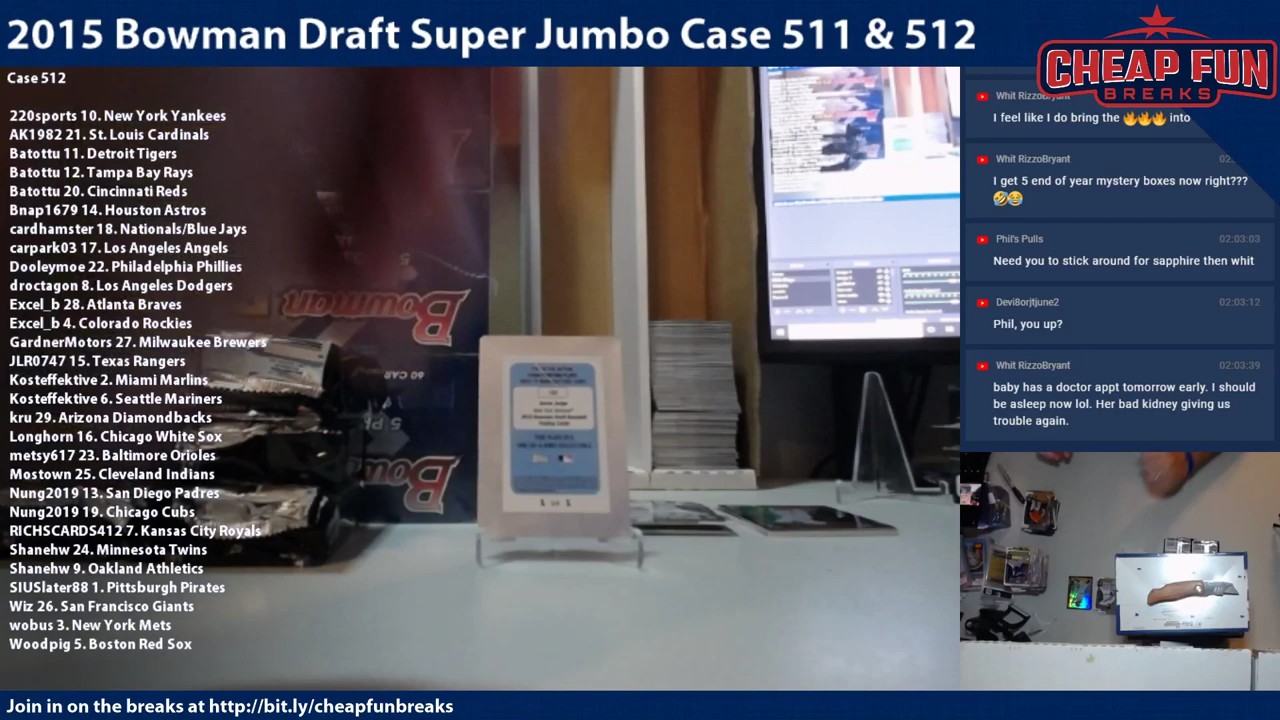 2015 Bowman Draft Super Jumbo Case 511 & 512
CHEAP FUN
BREAKS
Case 512
220sports 10. New York Yankees
AK1982 21. St. Louis Cardinals
Batottu 11. Detroit Tigers
Batottu 12. Tampa Bay Rays
Batottu 20. Cincinnati Reds
Bnap1679 14. Houston Astros
cardhamster 18. Nationals/Blue Jays
carpark03 17. Los Angeles Angels
Dooleymoe 22. Philadelphia Phillies
droctagon 8. Los Angeles Dodgers
Excel_b 28. Atlanta Braves
Excel_b 4. Colorado Rockies
GardnerMotors 27. Milwaukee Brewers
JLR0747 15. Texas Rangers
Kosteffektive 2. Miami Marlins
Kosteffektive 6. Seattle Mariners
kru 29. Arizona Diamondbacks
Longhorn 16. Chicago White Sox
metsy617 23. Baltimore Orioles
Mostown 25. Cleveland Indians
Nung2019 13. San Diego Padres
Nung2019 19. Chicago Cubs
RICHSCARDS412 7. Kansas City Royals
Shanehw 24. Minnesota Twins
Shanehw 9. Oakland Athletics
SIUSlater88 1. Pittsburgh Pirates
Wiz 26. San Francisco Giants
wobus 3. New York Mets
Woodpig 5. Boston Red Sox
Bowman
60 CAR
Bowman
1 OF 1
Whit RizzoBryant
I feel like I do bring the 🔥🔥🔥 into
Whit RizzoBryant 02:
I get 5 end of year mystery boxes now right???
🤣😂
Phil's Pulls 02:03:03
Need you to stick around for sapphire then whit
Devi8orjtjune2 02:03:12
Phil, you up?
Whit RizzoBryant 02:03:39
baby has a doctor appt tomorrow early. I should
be asleep now lol. Her bad kidney giving us
trouble again.
Join in on the breaks at http://bit.ly/cheapfunbreaks